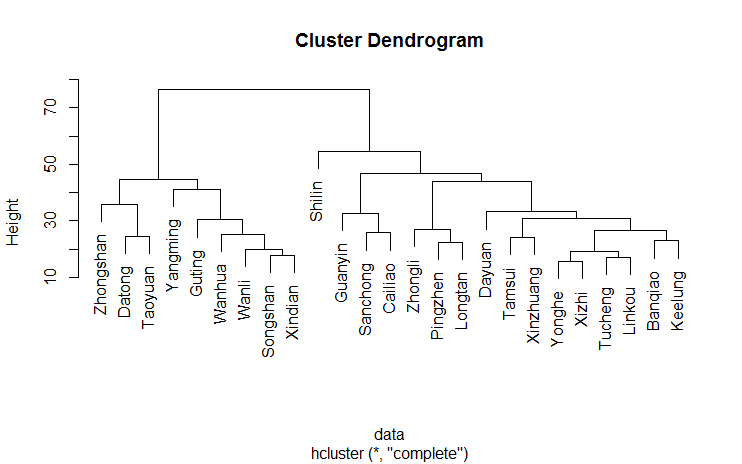 Cluster Dendrogram
Height
70
50
30
10
Zhongshan
Datong
Taoyuan
Yangming
Guting
Wanhua
Wanli
Songshan
Xindian
Shilin
Guanyin
Sanchong
Cailiao
Zhongli
Pingzhen
Longtan
Dayuan
Tamsui
Xinzhuang
Yonghe
Xizhi
Tucheng
Linkou
Banqiao
Keelung
data
hcluster (*, "complete")